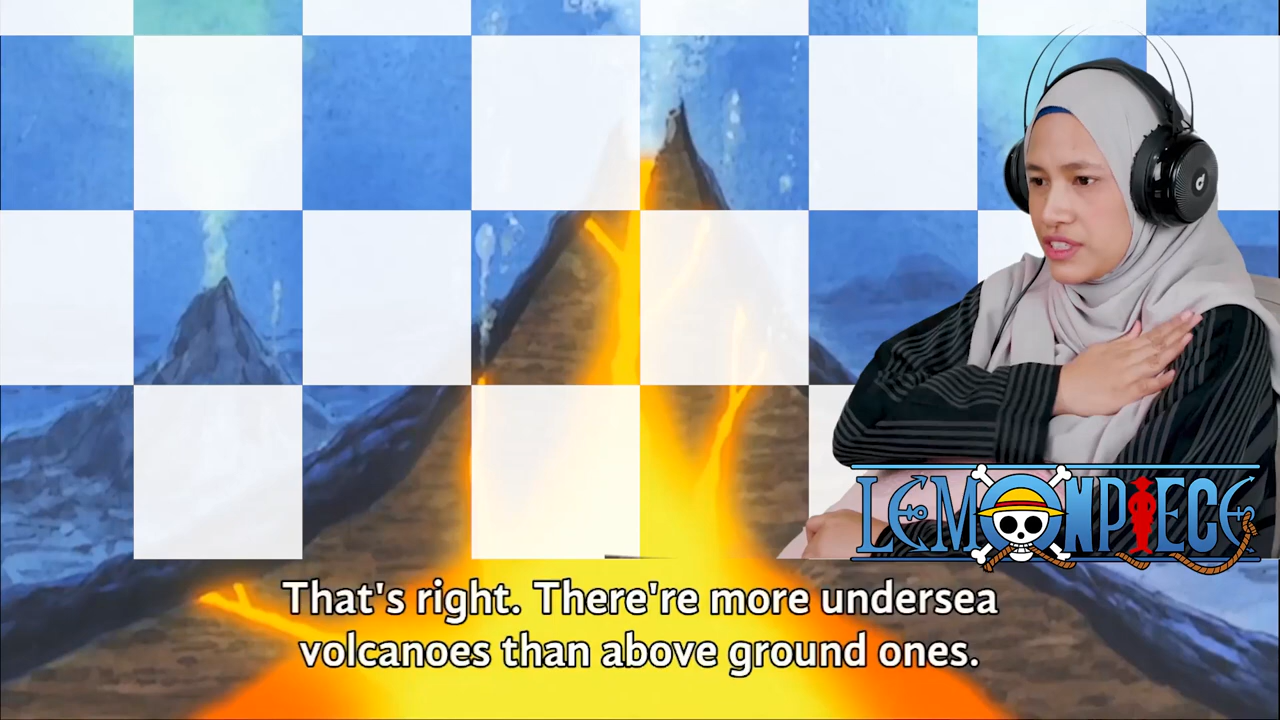 LEMONPIECE
That's right. There're more undersea
volcanoes than above ground ones.